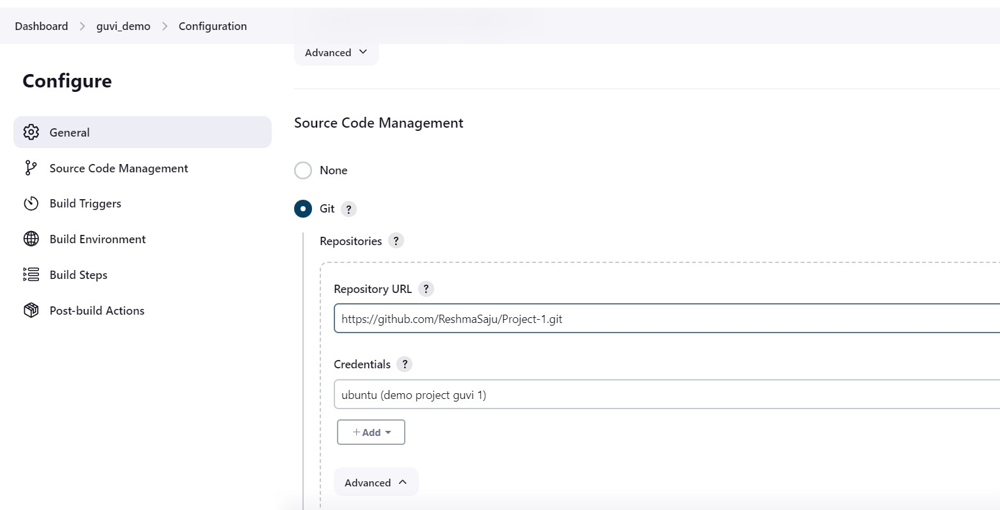 Dashboard > guvi_demo > Configuration
Advanced
Configure
General
Source Code Management
Build Triggers
Build Environment
Build Steps
Post-build Actions
Source Code Management
None
Git ?
Repositories ?
Repository URL ?
https://github.com/ReshmaSaju/Project-1.git
Credentials ?
ubuntu (demo project guvi 1)
+ Add
Advanced